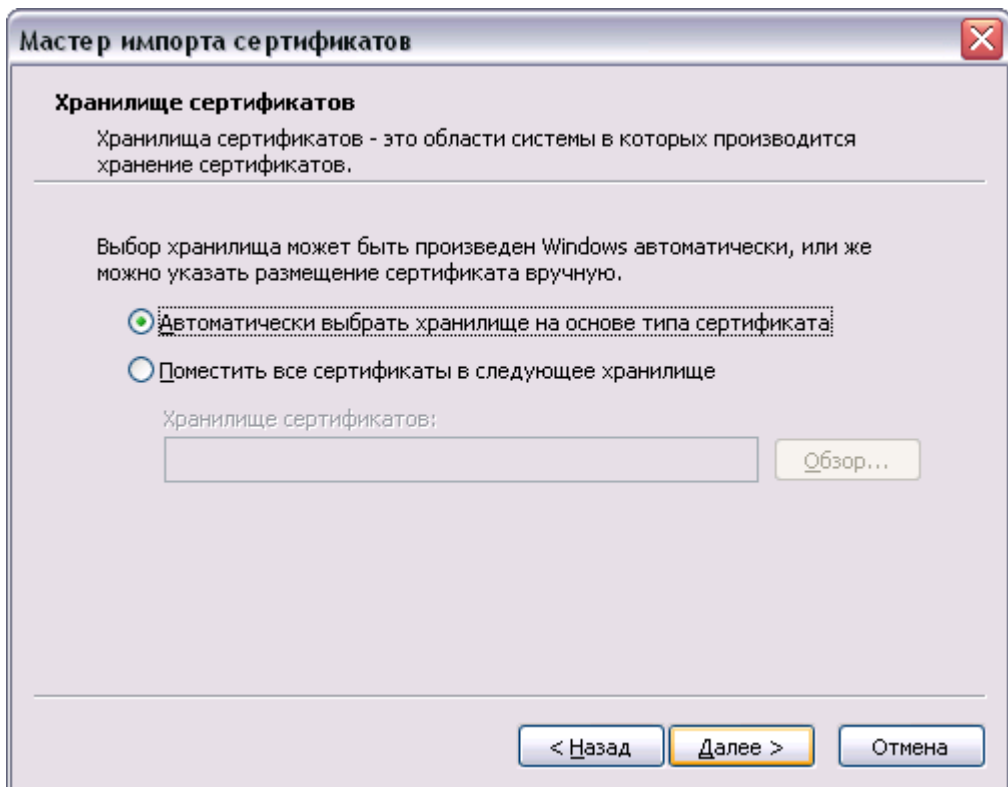 Мастер импорта сертификатов
Хранилище сертификатов
Хранилища сертификатов - это области системы в которых производится
хранение сертификатов.
Выбор хранилища может быть произведен Windows автоматически, или же
можно указать размещение сертификата вручную.
Автоматически выбрать хранилище на основе типа сертификата
Поместить все сертификаты в следующее хранилище
Хранилище сертификатов:
Обзор...
< Назад Далее > Отмена